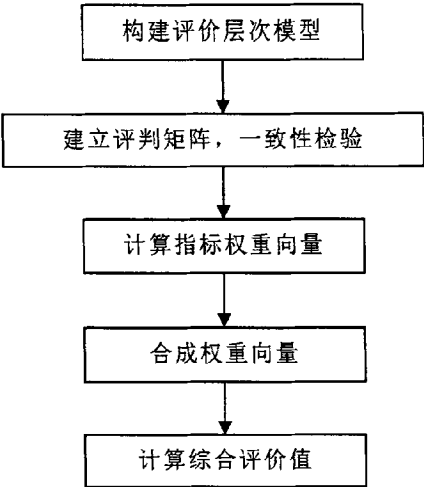 构建评价层次模型
建立评判矩阵，一致性检验
计算指标权重向量
合成权重向量
计算综合评价值